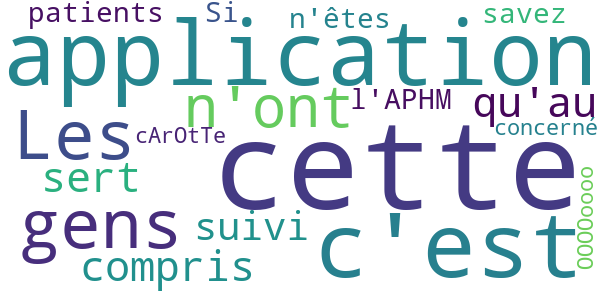 patients Si n'êtes savez
application
n'ont l'APHM qu'au
Les cArOtTe concerné
cette
sert
gens suivi c'est
compris
OOOOoooo